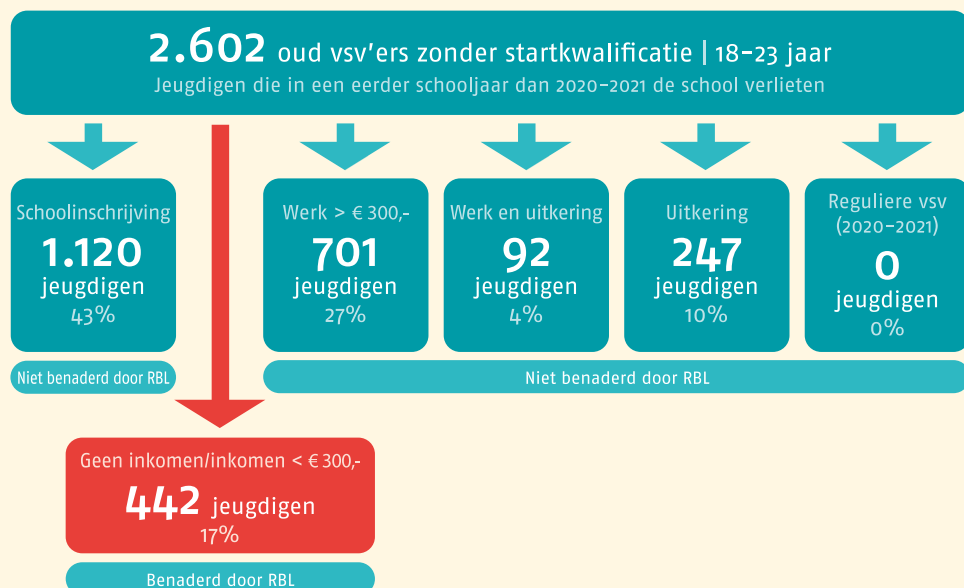 2.602 oud vsv'ers zonder startkwalificatie | 18-23 jaar
Jeugdigen die in een eerder schooljaar dan 2020-2021 de school verlieten
Schoolinschrijving
1.120
jeugdigen
43%
Niet benaderd door RBL
Werk > € 300,-
701
jeugdigen
27%
Werk en uitkering
92
jeugdigen
4%
Uitkering
247
jeugdigen
10%
Reguliere vsv
(2020-2021)
0
jeugdigen
0%
Niet benaderd door RBL
Geen inkomen/inkomen < € 300,-
442 jeugdigen
17%
Benaderd door RBL